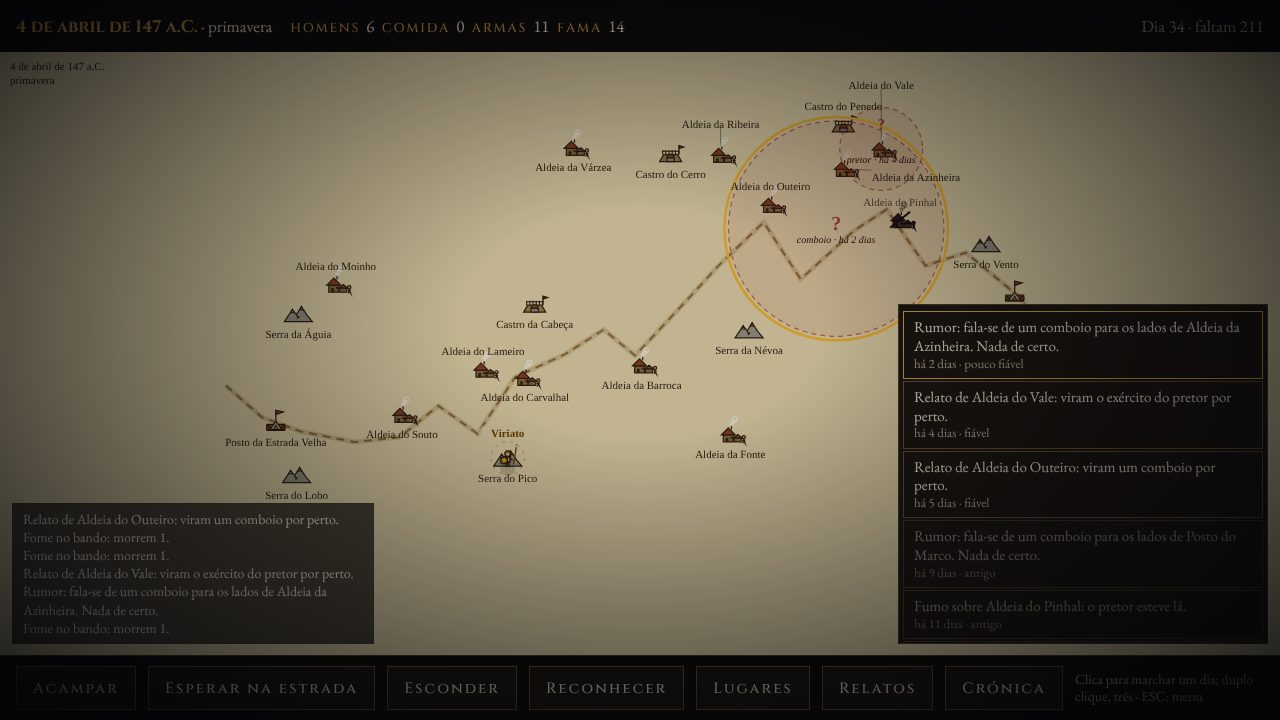 4 DE ABRIL DE 147 A.C. · primavera HOMENS 6 COMIDA 0 ARMAS 11 FAMA 14
Dia 34 · faltam 211
4 de abril de 147 a.C.
primavera
Aldeia do Vale
Castro do Penedo
Aldeia da Ribeira
?
pretor · há 4 dias
Aldeia da Várzea
Castro do Cerro
Aldeia da Azinheira
Aldeia do Outeiro
Aldeia do Pinhal
?
comboio · há 2 dias
Serra do Vento
Aldeia do Moinho
Serra da Águia
Castro da Cabeça
Aldeia do Lameiro
Serra da Névoa
Aldeia da Barroca
Aldeia do Carvalhal
Aldeia do Souto
Viriato
Posto da Estrada Velha
Aldeia da Fonte
Serra do Pico
Serra do Lobo
Rumor: fala-se de um comboio para os lados de Aldeia da
Azinheira. Nada de certo.
há 2 dias · pouco fiável
Relato de Aldeia do Vale: viram o exército do pretor por
perto.
há 4 dias · fiável
Relato de Aldeia do Outeiro: viram um comboio por
perto.
há 5 dias · fiável
Rumor: fala-se de um comboio para os lados de Posto do
Marco. Nada de certo.
há 9 dias · antigo
Fumo sobre Aldeia do Pinhal: o pretor esteve lá.
há 11 dias · antigo
Relato de Aldeia do Outeiro: viram um comboio por perto.
Fome no bando: morrem 1.
Fome no bando: morrem 1.
Relato de Aldeia do Vale: viram o exército do pretor por perto.
Rumor: fala-se de um comboio para os lados de Aldeia da
Azinheira. Nada de certo.
Fome no bando: morrem 1.
ACAMPAR
ESPERAR NA ESTRADA
ESCONDER
RECONHECER
LUGARES
RELATOS
CRÓNICA
Clica para marchar um dia; duplo
clique, três · ESC: menu